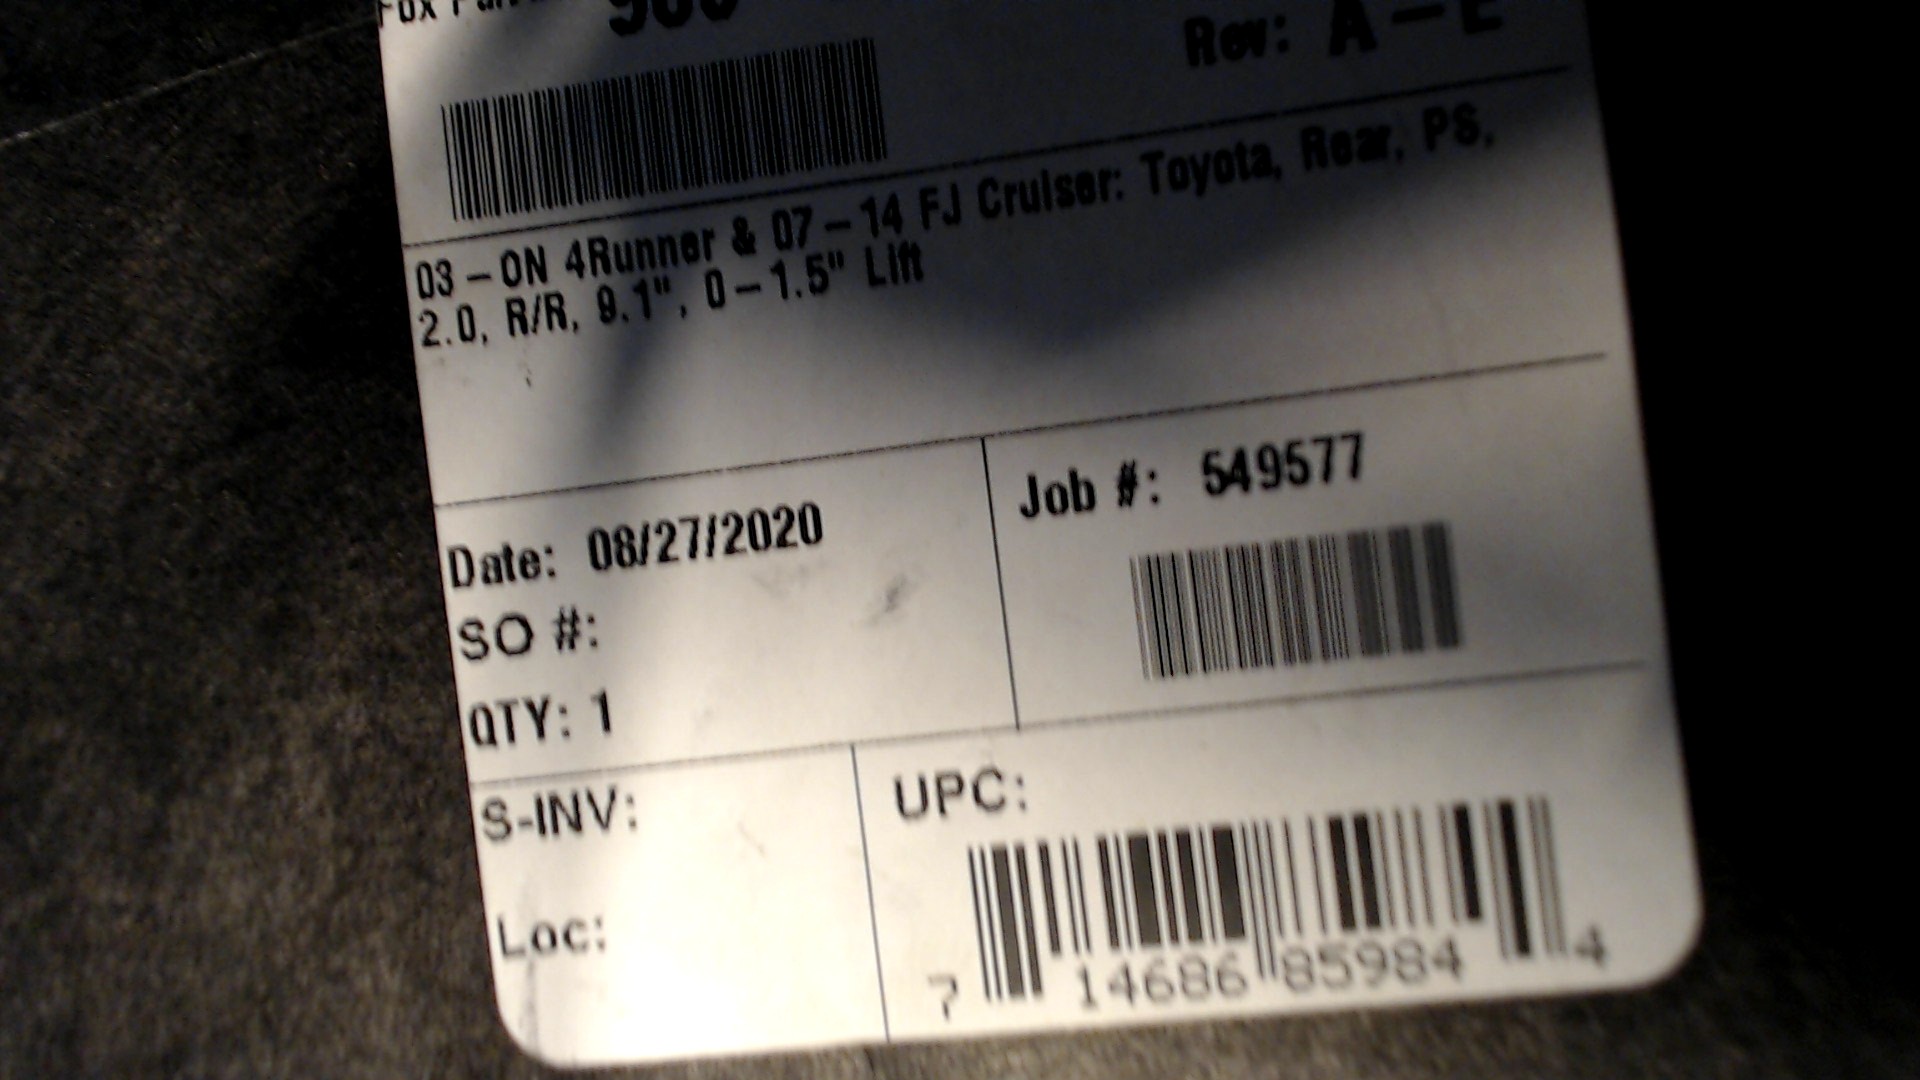 Fox
Rev: A-E
03-ON 4Runner & 07-14 FJ Cruiser: Toyota, Rear, PS,
2.0, R/R, 9.1", 0-1.5" Lift
Date: 08/27/2020
Job #: 549577
SO #:
QTY: 1
S-INV:
UPC:
Loc:
7 14686 85984 4